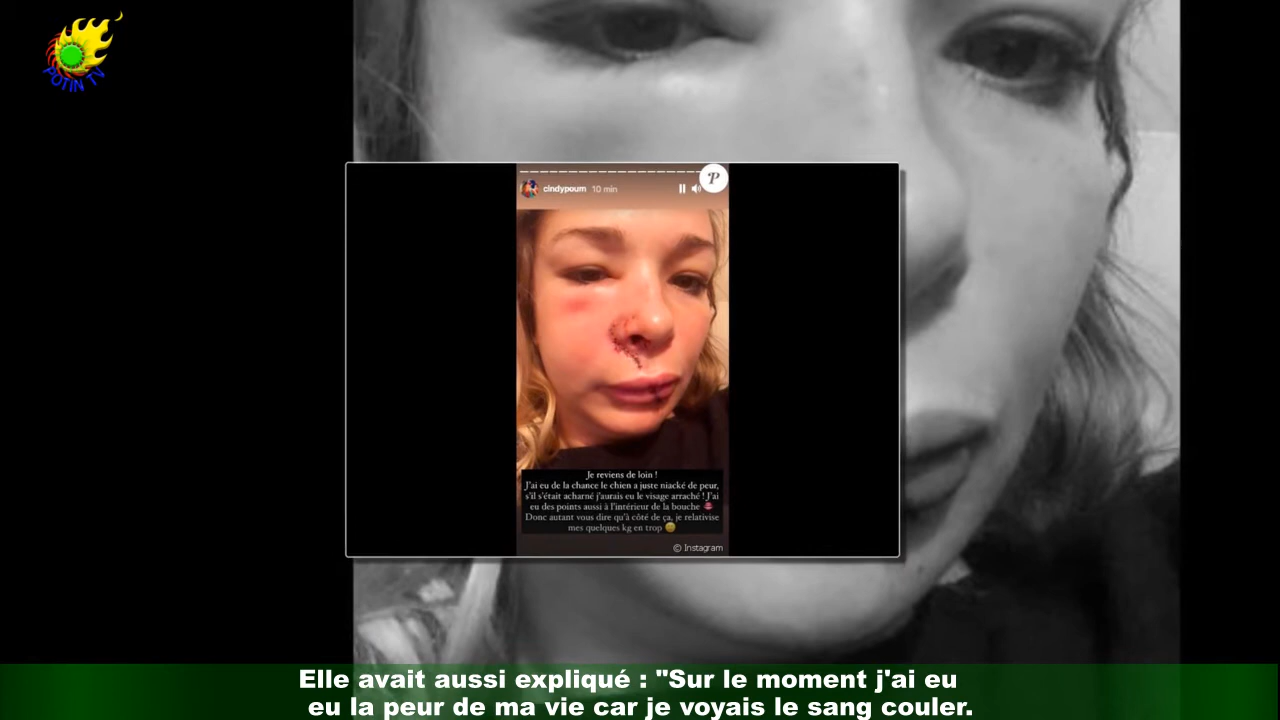 POTIN TV
P
cindypoum 10 min
Je reviens de loin !
J'ai eu de la chance le chien a juste niacké de peur,
s'il s'était acharné j'aurais eu le visage arraché ! J'ai
eu des points aussi à l'intérieur de la bouche
Donc autant vous dire qu'à côté de ça, je relativise
mes quelques kg en trop
© Instagram
Elle avait aussi expliqué : "Sur le moment j'ai eu
eu la peur de ma vie car je voyais le sang couler.